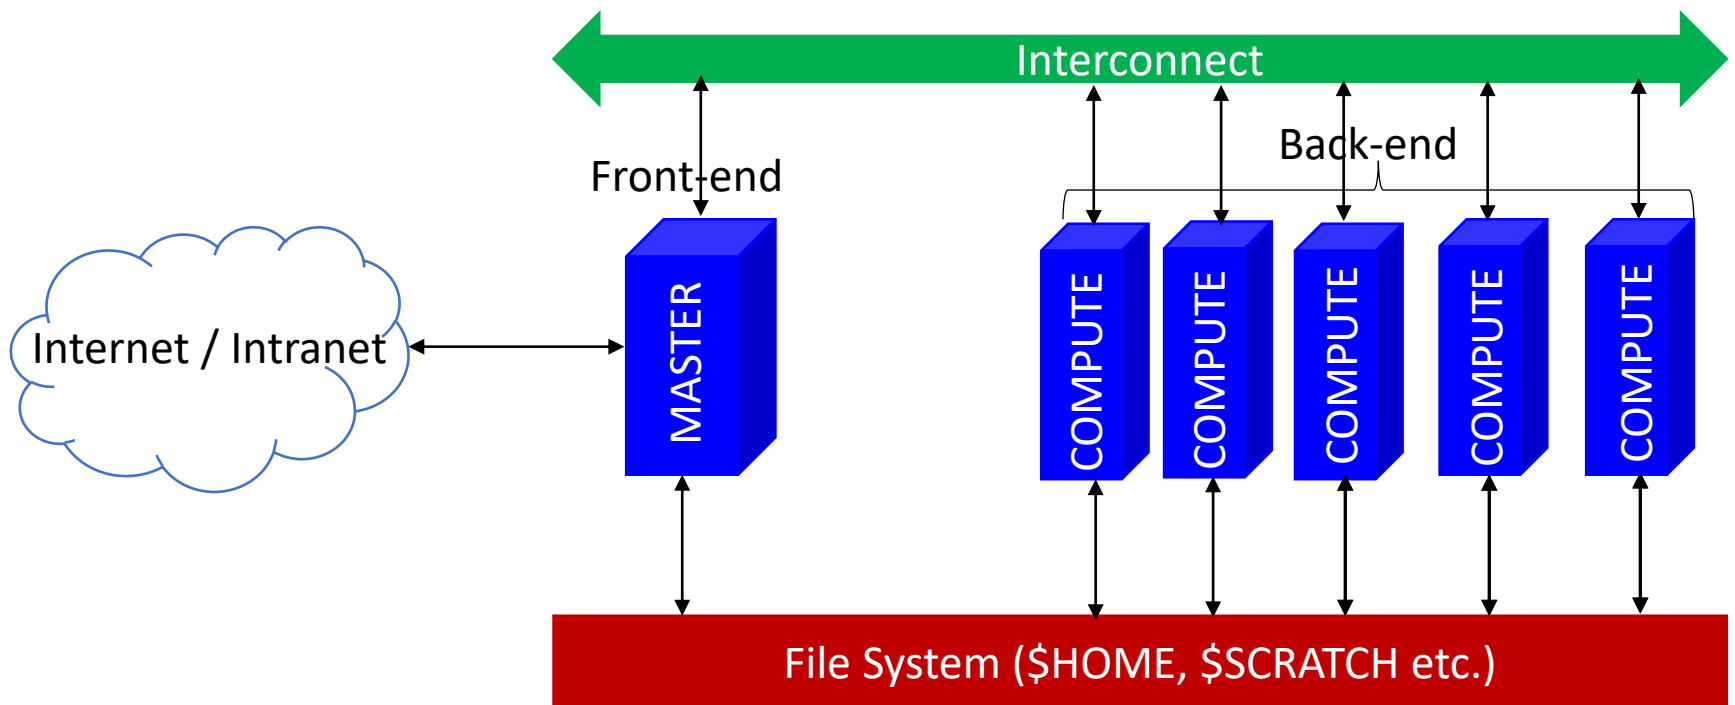 Interconnect
Front-end
Back-end
Internet / Intranet
MASTER
COMPUTE
COMPUTE
COMPUTE
COMPUTE
COMPUTE
File System ($HOME, $SCRATCH etc.)